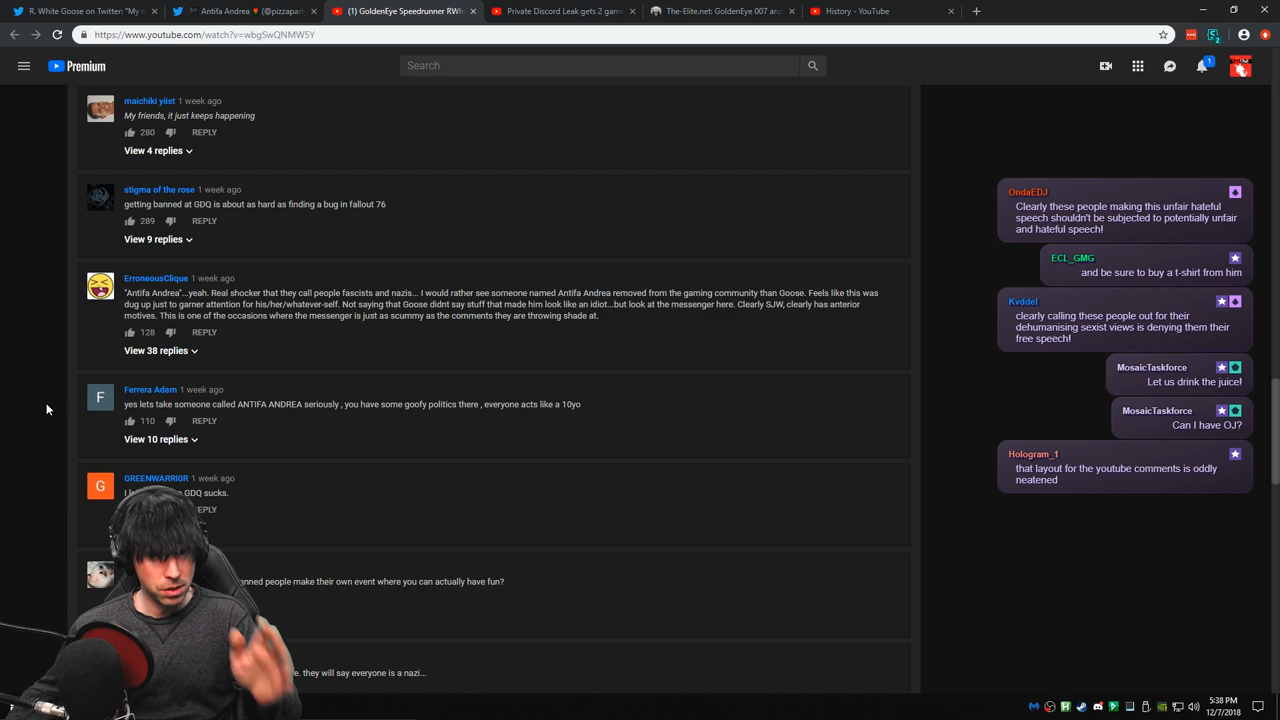 R. White Goose on Twitter: "My n
Antifa Andrea (@pizzaparty
(1) GoldenEye Speedrunner RWh
Private Discord Leak gets 2 game
The-Elite.net: GoldenEye 007 and
History - YouTube
https://www.youtube.com/watch?v=wbgSwQNMW5Y
Premium
Search
1
maichiki yiist 1 week ago
My friends, it just keeps happening
280 REPLY
View 4 replies
stigma of the rose 1 week ago
getting banned at GDQ is about as hard as finding a bug in fallout 76
289 REPLY
View 9 replies
ErroneousClique 1 week ago
"Antifa Andrea"...yeah. Real shocker that they call people fascists and nazis... I would rather see someone named Antifa Andrea removed from the gaming community than Goose. Feels like this was
dug up just to garner attention for his/her/whatever-self. Not saying that Goose didnt say stuff that made him look like an idiot...but look at the messenger here. Clearly SJW, clearly has anterior
motives. This is one of the occasions where the messenger is just as scummy as the comments they are throwing shade at.
128 REPLY
View 38 replies
F
Ferrera Adam 1 week ago
yes lets take someone called ANTIFA ANDREA seriously , you have some goofy politics there , everyone acts like a 10yo
110 REPLY
View 10 replies
G
GREENWARRI0R 1 week ago
GDQ sucks.
EPLY
anned people make their own event where you can actually have fun?
e. they will say everyone is a nazi...
OndaEDJ
Clearly these people making this unfair hateful
speech shouldn't be subjected to potentially unfair
and hateful speech!
ECL_GMG
and be sure to buy a t-shirt from him
Kvddel
clearly calling these people out for their
dehumanising sexist views is denying them their
free speech!
MosaicTaskforce
Let us drink the juice!
MosaicTaskforce
Can I have OJ?
Hologram_1
that layout for the youtube comments is oddly
neatened
5:38 PM
12/7/2018